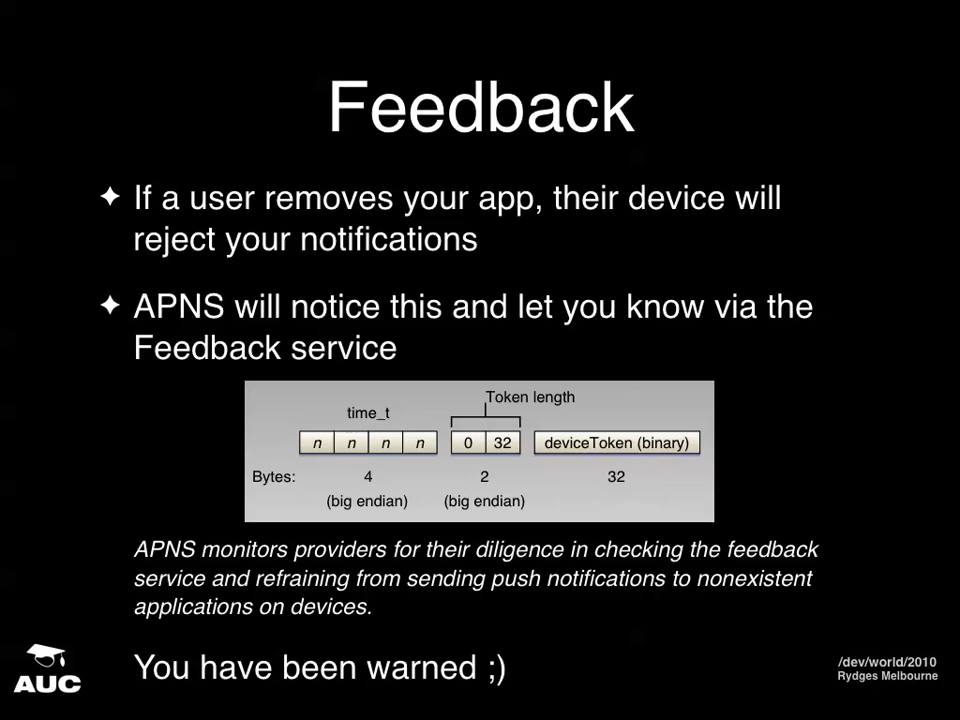 Feedback
✦ If a user removes your app, their device will
reject your notifications
✦ APNS will notice this and let you know via the
Feedback service
Token length
time_t
n n n n 0 32 deviceToken (binary)
Bytes: 4 2 32
(big endian) (big endian)
APNS monitors providers for their diligence in checking the feedback
service and refraining from sending push notifications to nonexistent
applications on devices.
You have been warned ;)
AUC
/dev/world/2010
Rydges Melbourne